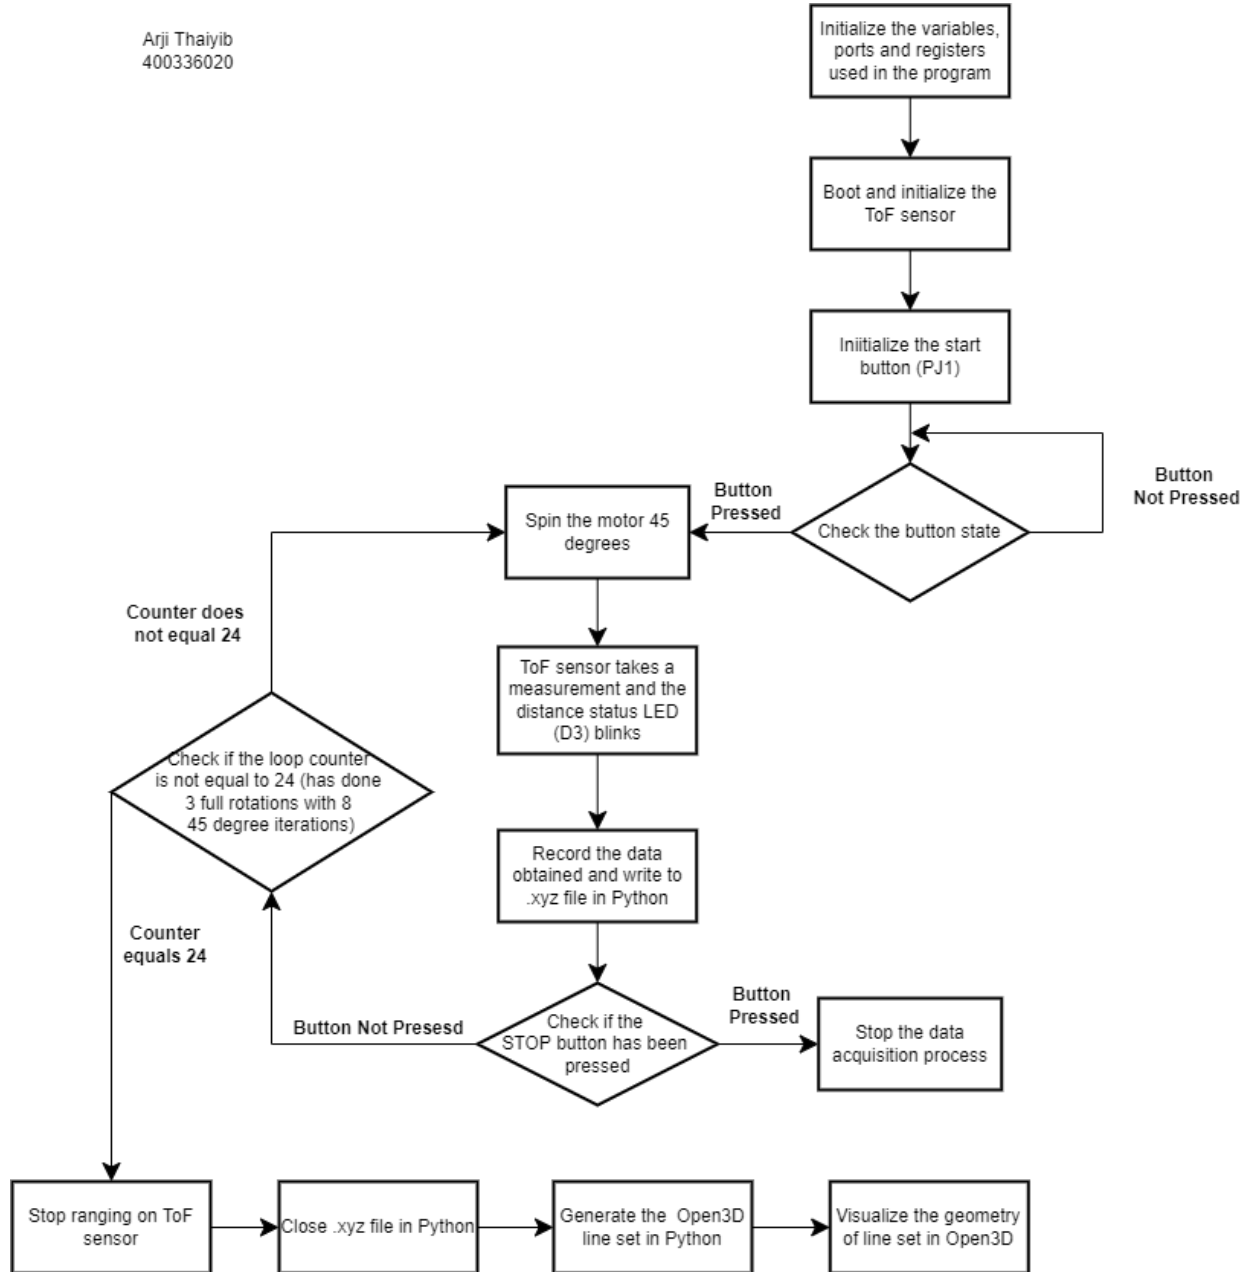 Arji Thaiyib
400336020
Initialize the variables,
ports and registers
used in the program
Boot and initialize the
ToF sensor
Iniitialize the start
button (PJ1)
Button
Not Pressed
Check the button state
Button
Pressed
Spin the motor 45
degrees
Counter does
not equal 24
ToF sensor takes a
measurement and the
distance status LED
(D3) blinks
Check if the loop counter
is not equal to 24 (has done
3 full rotations with 8
45 degree iterations)
Record the data
obtained and write to
.xyz file in Python
Counter
equals 24
Button Not Presesd
Check if the
STOP button has been
pressed
Button
Pressed
Stop the data
acquisition process
Stop ranging on ToF
sensor
Close .xyz file in Python
Generate the Open3D
line set in Python
Visualize the geometry
of line set in Open3D